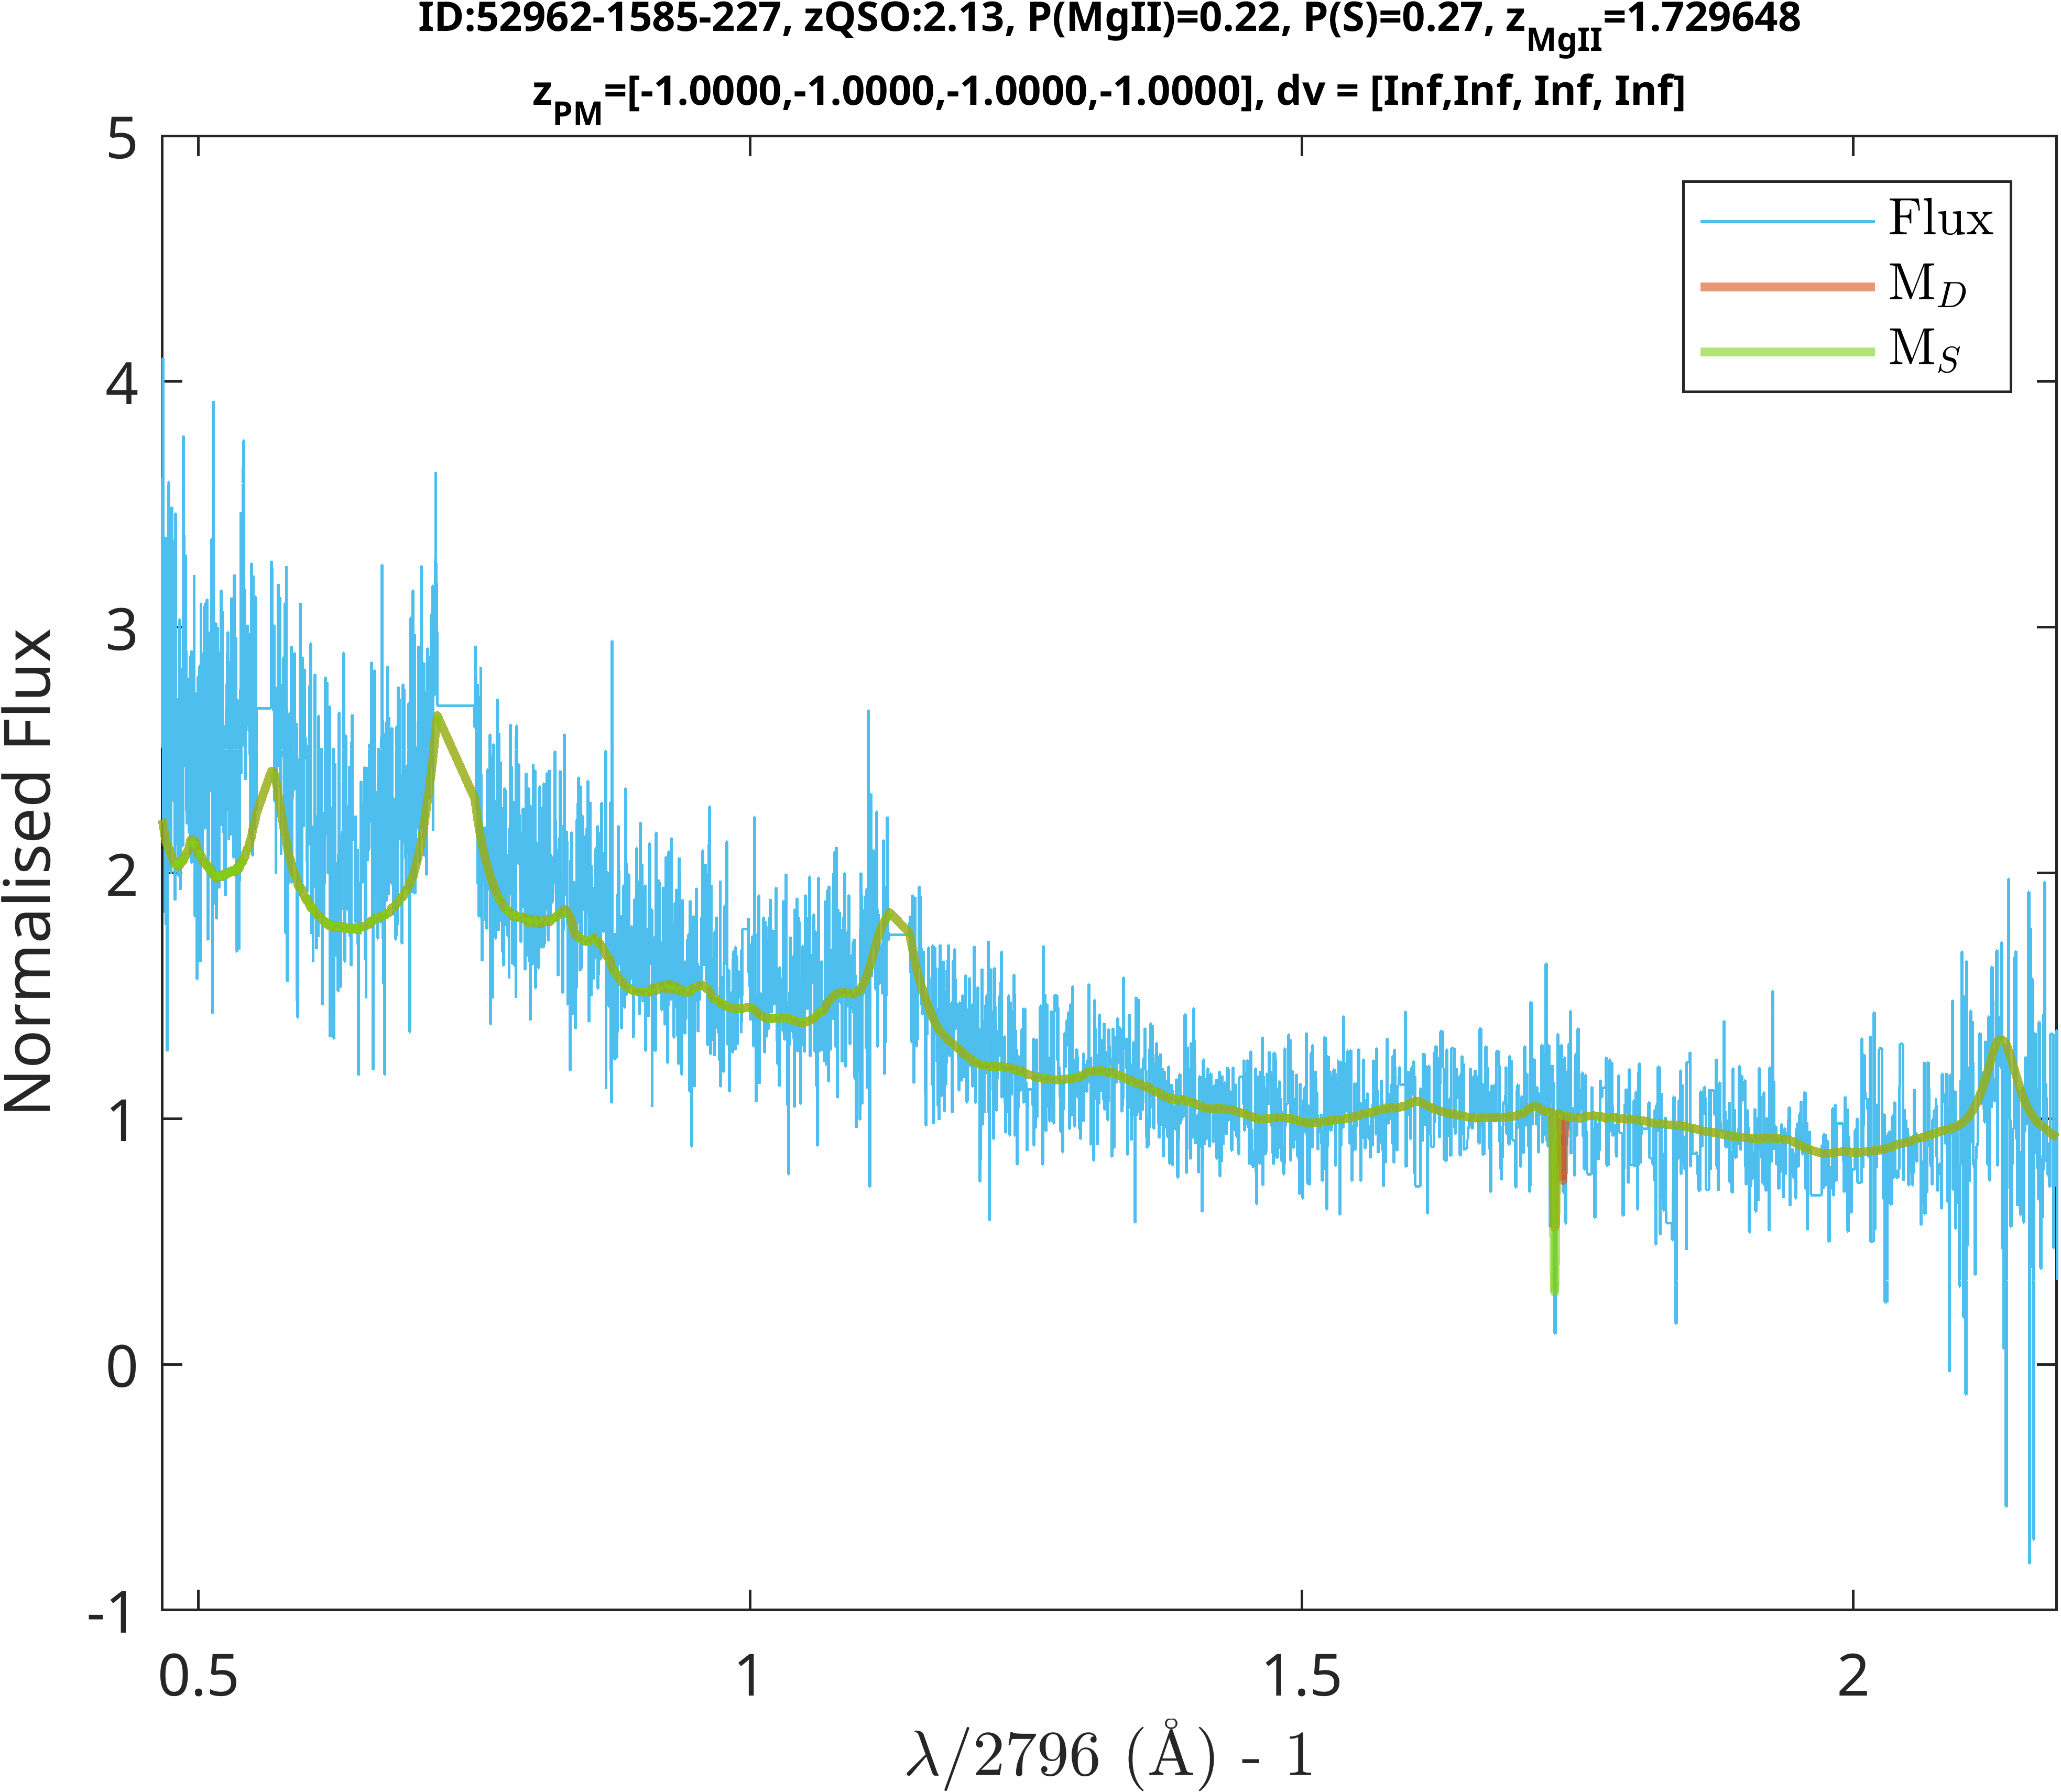 ID:52962-1585-227, zQSO:2.13, P(MgII)=0.22, P(S)=0.27, zMgII=1.729648
zPM=[-1.0000,-1.0000,-1.0000,-1.0000], dv = [Inf,Inf, Inf, Inf]
5
4
3
2
1
0
-1
Normalised Flux
Flux
MD
MS
0.5
1
1.5
2
λ/2796 (Å) - 1